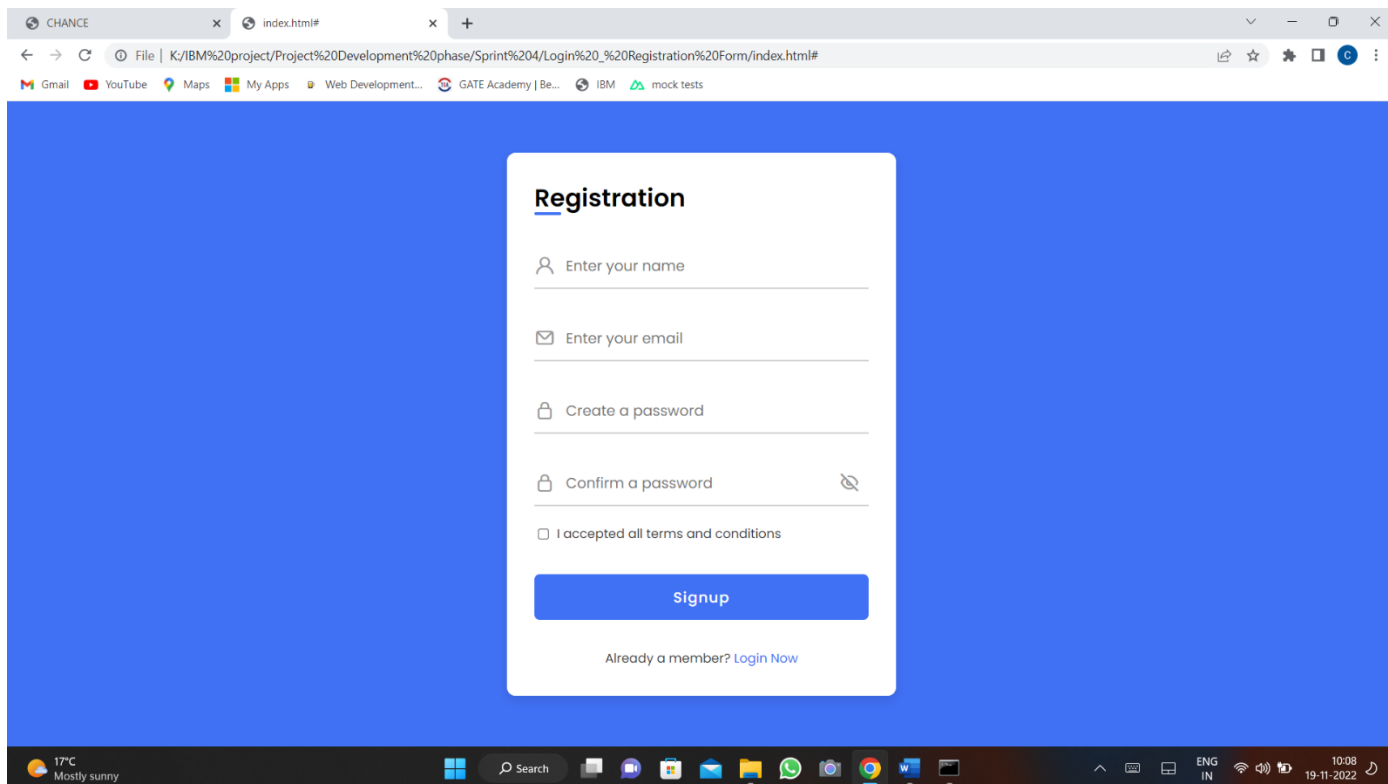 CHANCE
index.html#
File | K:/IBM%20project/Project%20Development%20phase/Sprint%204/Login%20_%20Registration%20Form/index.html#
Gmail YouTube Maps My Apps Web Development... GATE Academy | Be... IBM mock tests
Registration
Enter your name
Enter your email
Create a password
Confirm a password
I accepted all terms and conditions
Signup
Already a member? Login Now
17°C
Mostly sunny
Search
ENG
IN
10:08
19-11-2022